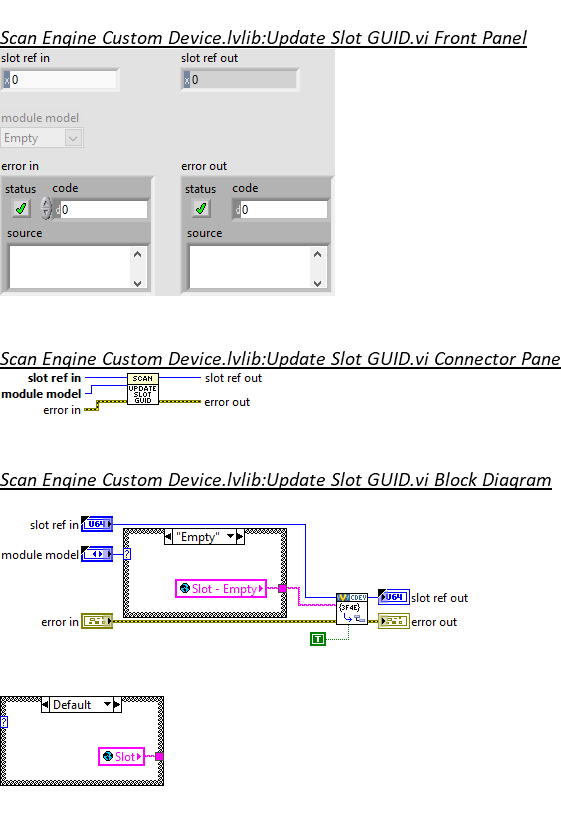 Scan Engine Custom Device.lvlib:Update Slot GUID.vi Front Panel
slot ref in
slot ref out
x 0
x 0
module model
Empty
error in
error out
status code
status code
d 0
d 0
source
source
Scan Engine Custom Device.lvlib:Update Slot GUID.vi Connector Pane
slot ref in
SCAN
slot ref out
module model
UPDATE
SLOT
GUID
error in
error out
Scan Engine Custom Device.lvlib:Update Slot GUID.vi Block Diagram
slot ref in
U64
"Empty"
module model
?
Slot - Empty
CDEV
{3F4E}
U64
slot ref out
error in
error out
T
Default
?
Slot